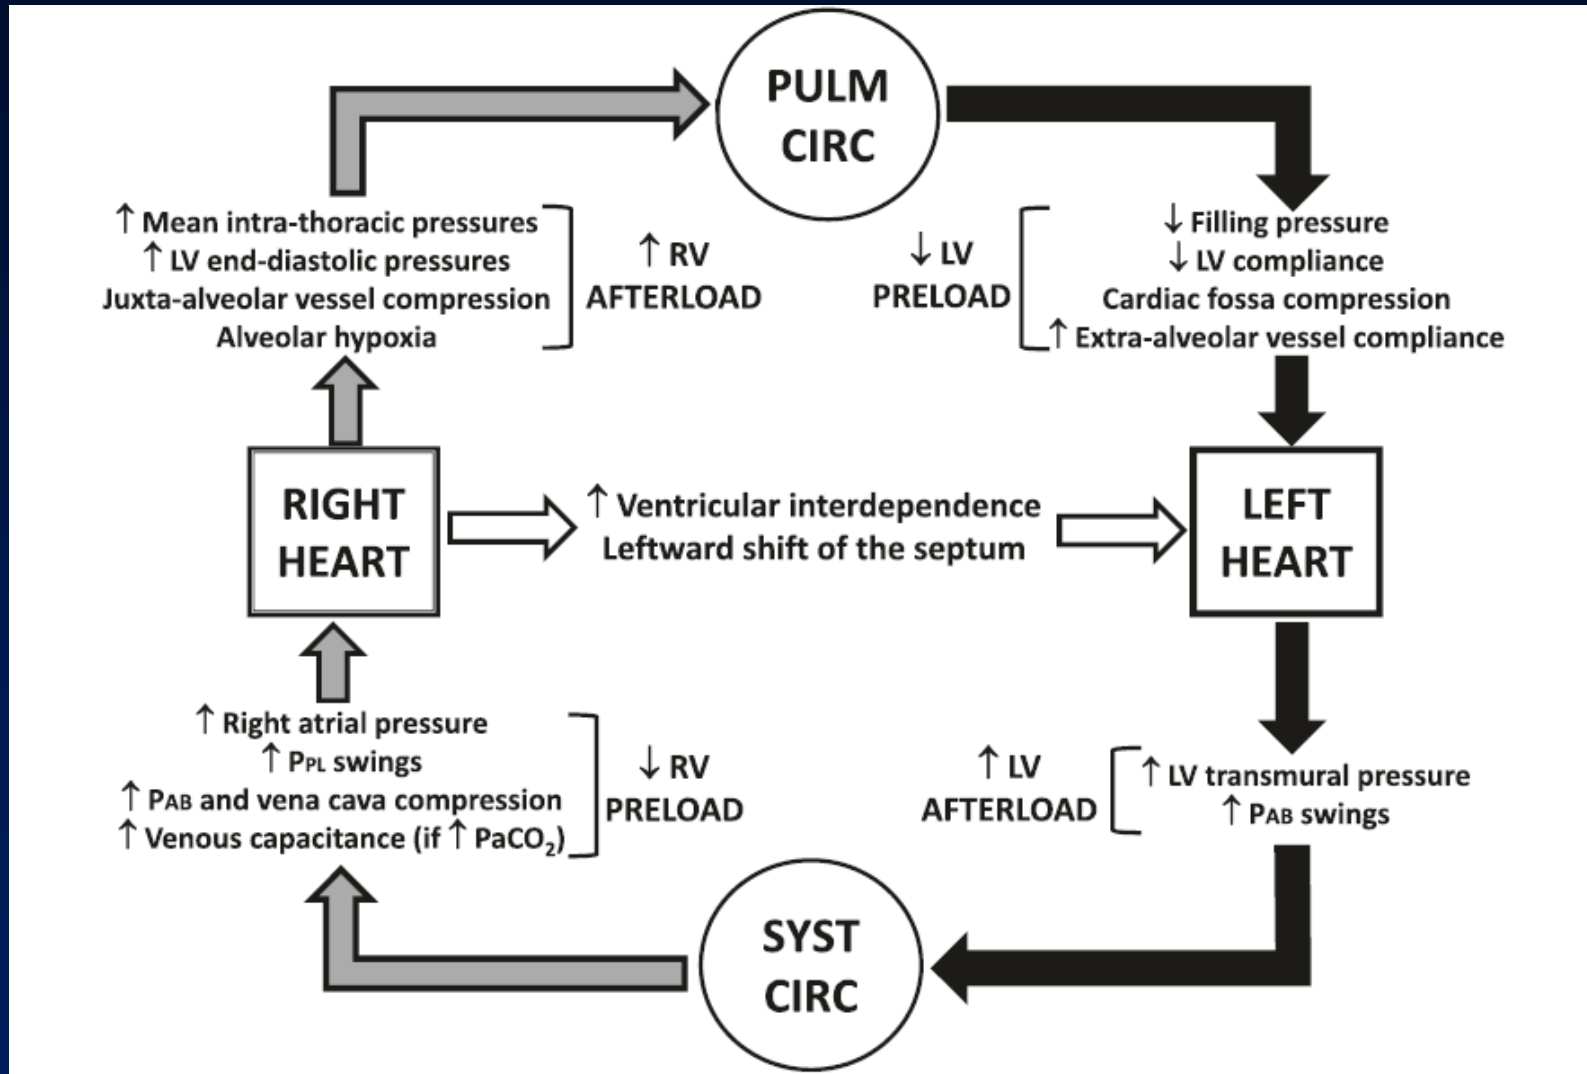 PULM
CIRC
↑ Mean intra-thoracic pressures
↑ LV end-diastolic pressures
Juxta-alveolar vessel compression
Alveolar hypoxia
↑ RV
AFTERLOAD
↓ LV
PRELOAD
↓ Filling pressure
↓ LV compliance
Cardiac fossa compression
↑ Extra-alveolar vessel compliance
RIGHT
HEART
↑ Ventricular interdependence
Leftward shift of the septum
LEFT
HEART
↑ Right atrial pressure
↑ PPL swings
↑ PAB and vena cava compression
↑ Venous capacitance (if ↑ PaCO₂)
↓ RV
PRELOAD
↑ LV
AFTERLOAD
↑ LV transmural pressure
↑ PAB swings
SYST
CIRC